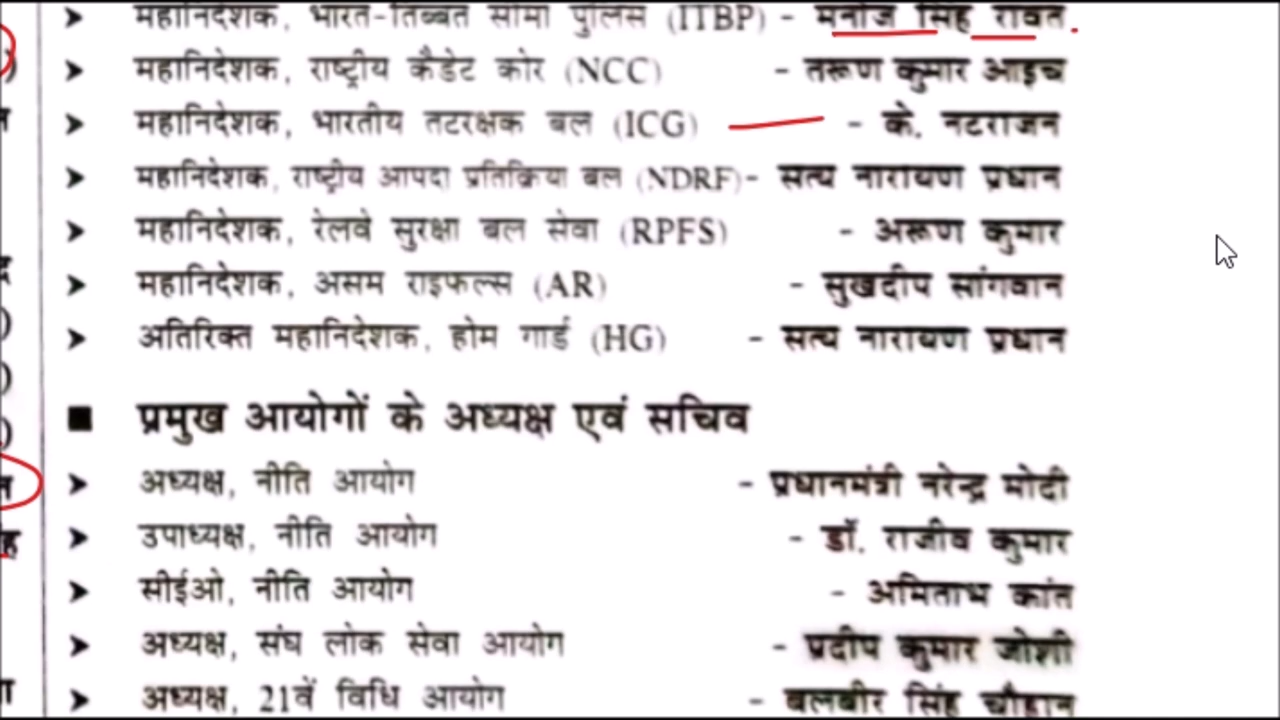 महानिदेशक, भारत-तिब्बत सीमा पुलिस (ITBP) - मनोज सिंह रावत
➤ महानिदेशक, राष्ट्रीय कैडेट कोर (NCC) - तरूण कुमार आइच
➤ महानिदेशक, भारतीय तटरक्षक बल (ICG) - के. नटराजन
➤ महानिदेशक, राष्ट्रीय आपदा प्रतिक्रिया बल (NDRF)- सत्य नारायण प्रधान
➤ महानिदेशक, रेलवे सुरक्षा बल सेवा (RPFS) - अरूण कुमार
➤ महानिदेशक, असम राइफल्स (AR) - सुखदीप सांगवान
➤ अतिरिक्त महानिदेशक, होम गार्ड (HG) - सत्य नारायण प्रधान
■ प्रमुख आयोगों के अध्यक्ष एवं सचिव
➤ अध्यक्ष, नीति आयोग - प्रधानमंत्री नरेन्द्र मोदी
➤ उपाध्यक्ष, नीति आयोग - डॉ. राजीव कुमार
➤ सीईओ, नीति आयोग - अमिताभ कांत
➤ अध्यक्ष, संघ लोक सेवा आयोग - प्रदीप कुमार जोशी
➤ अध्यक्ष, 21वें विधि आयोग - बलबीर सिंह चौहान